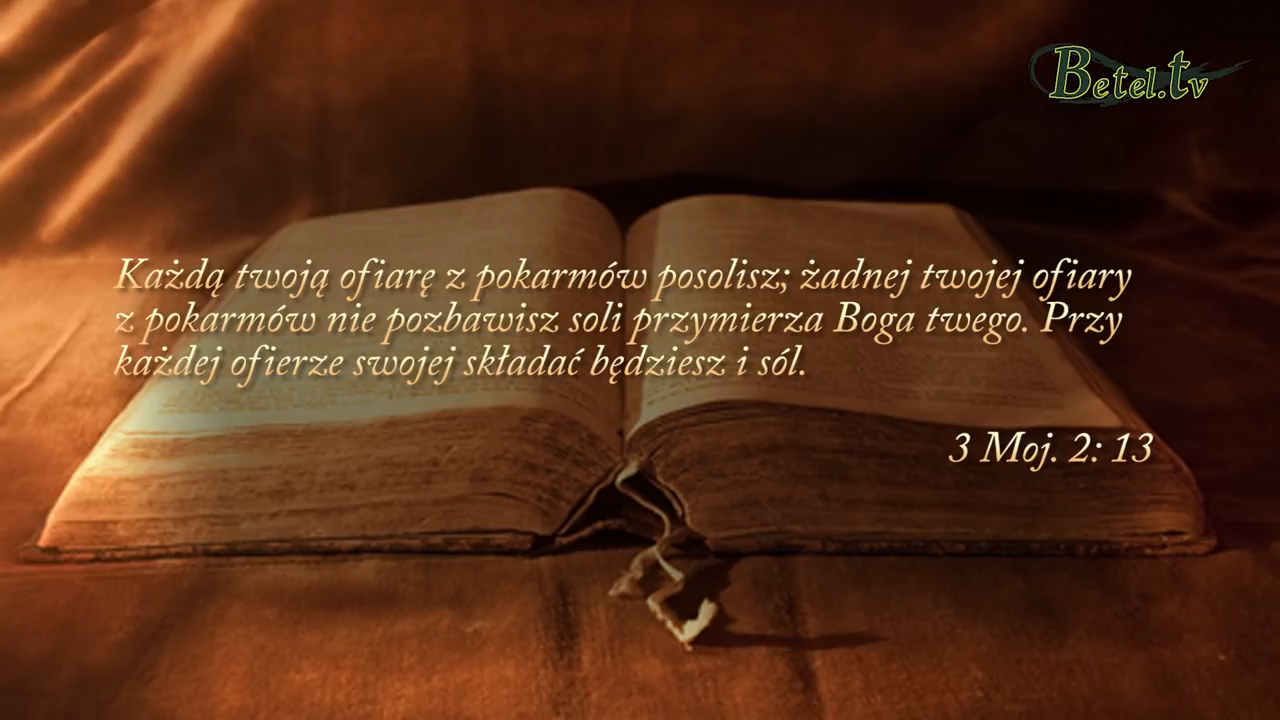 Betel.tv
Każdą twoją ofiarę z pokarmów posolisz; żadnej twojej ofiary
z pokarmów nie pozbawisz soli przymierza Boga twego. Przy
każdej ofierze swojej składać będziesz i sól.
3 Moj. 2: 13